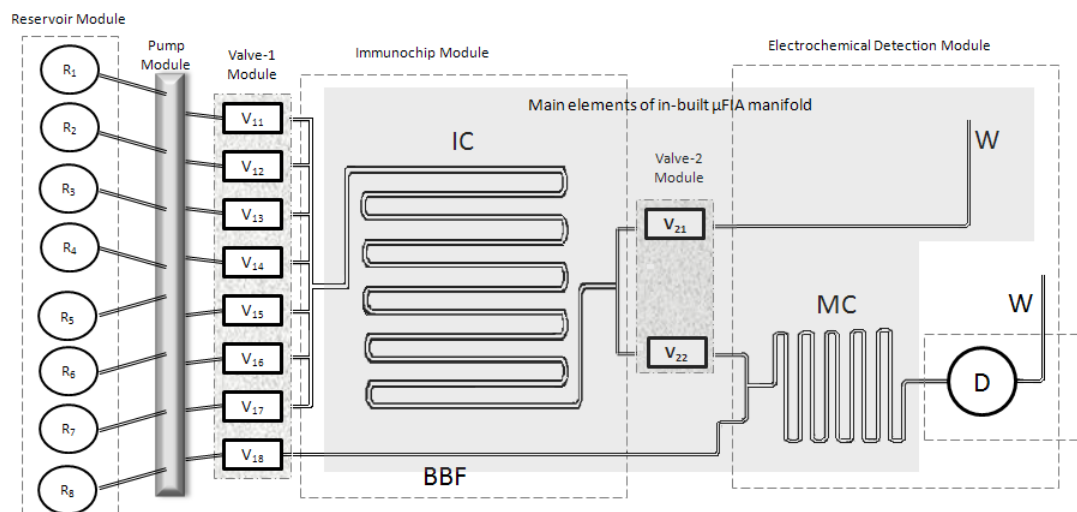 Reservoir Module
Pump
Module
Valve-1
Module
Immunochip Module
Electrochemical Detection Module
Main elements of in-built µFIA manifold
R1
R2
R3
R4
R5
R6
R7
R8
V11
V12
V13
V14
V15
V16
V17
V18
IC
BBF
Valve-2
Module
V21
V22
W
MC
W
D